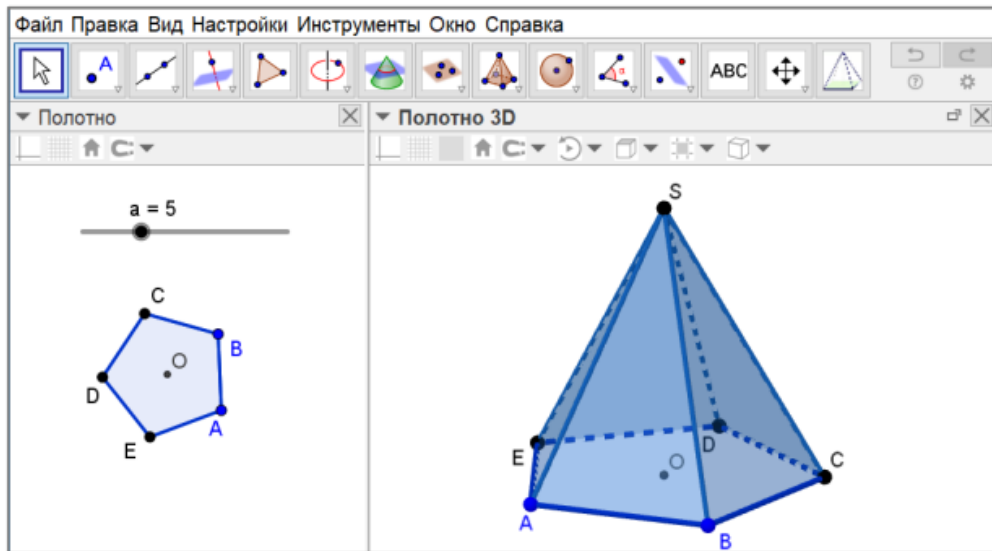 Файл Правка Вид Настройки Инструменты Окно Справка
A α ABC
Полотно
Полотно 3D
a = 5
C
B
O
D
A
E
S
E
D
O
C
A
B